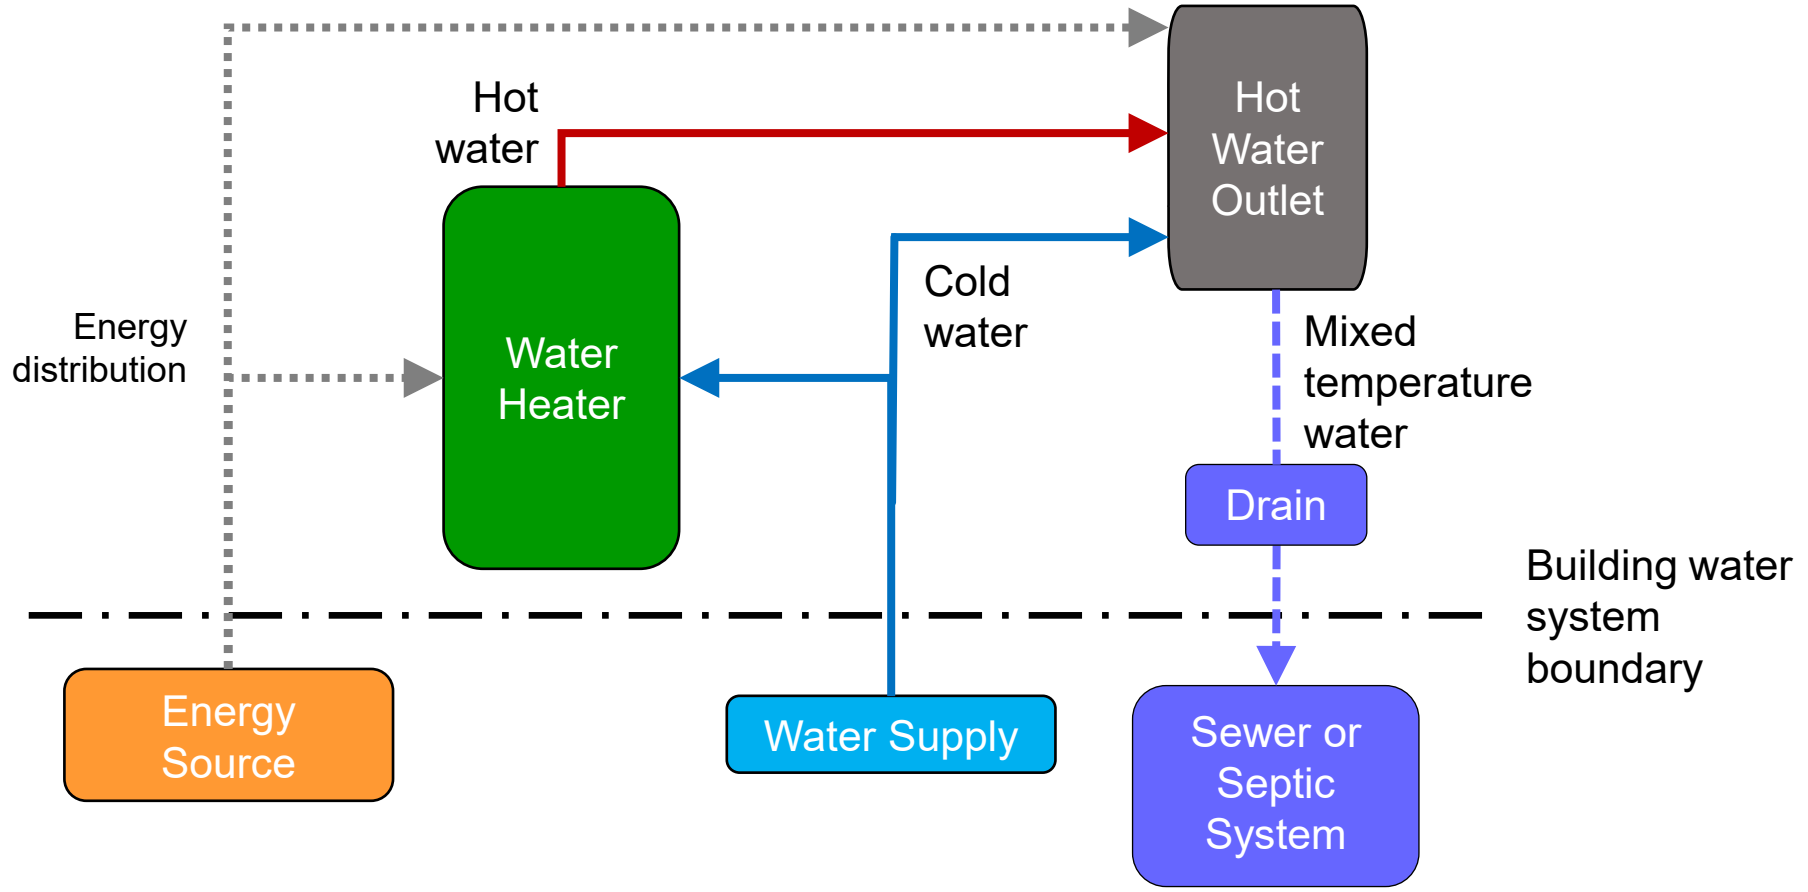 Hot
water
Hot
Water
Outlet
Cold
water
Energy
distribution
Water
Heater
Mixed
temperature
water
Drain
Building water
system
boundary
Energy
Source
Water Supply
Sewer or
Septic
System